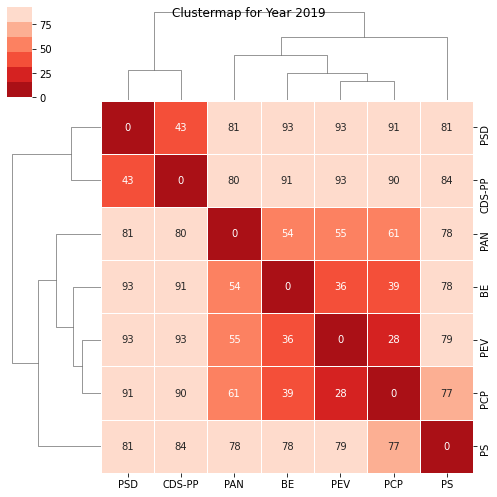 Clustermap for Year 2019
75
50
25
0
0 43 81 93 93 91 81 PSD
43 0 80 91 93 90 84 CDS-PP
81 80 0 54 55 61 78 PAN
93 91 54 0 36 39 78 BE
93 93 55 36 0 28 79 PEV
91 90 61 39 28 0 77 PCP
81 84 78 78 79 77 0 PS
PSD CDS-PP PAN BE PEV PCP PS